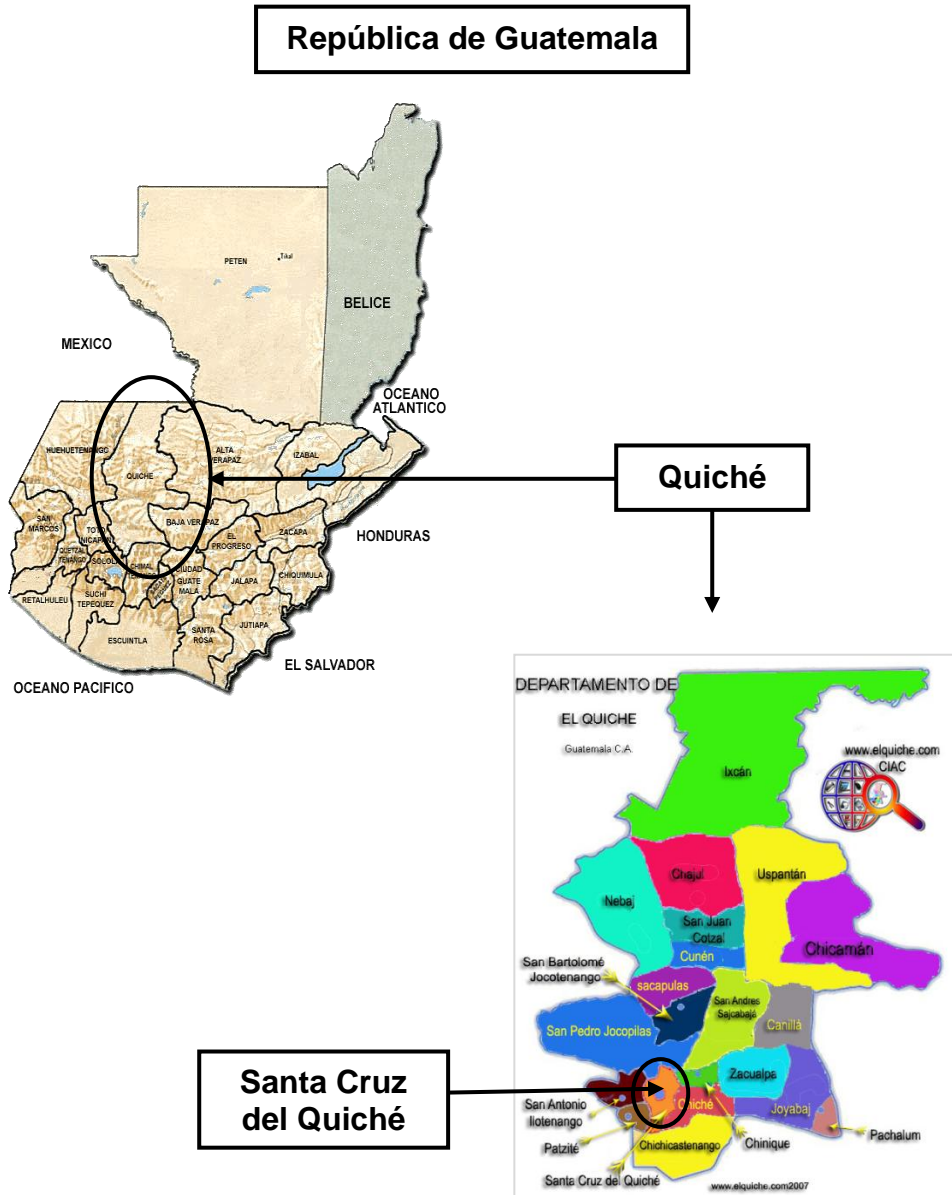 República de Guatemala
PETEN
Tikal
BELICE
MEXICO
OCEANO
ATLANTICO
HUEHUETENANGO
QUICHE
ALTA
VERAPAZ
IZABAL
Quiché
SAN
MARCOS
TOTO
NICAPAN
BAJA VERAPAZ
EL
PROGRESO
ZACAPA
HONDURAS
QUETZAL
TENANGO
SOLOLA
CHIMAL
CIUDAD
GUATE
MALA
JALAPA
CHIQUIMULA
RETALHULEU
SUCHI
TEPEQUEZ
ESCUINTLA
SANTA
ROSA
JUTIAPA
EL SALVADOR
OCEANO PACIFICO
DEPARTAMENTO DE
EL QUICHE
Guatemala C.A.
www.elquiche.com
CIAC
Ixcán
Chajul
Uspantán
Nebaj
San Juan
Cotzal
Chicamán
Cunén
San Bartolomé
Jocotenango
sacapulas
San Andres
Sajcabajá
Canillá
San Pedro Jocopilas
Zacualpa
Santa Cruz
del Quiché
San Antonio
Ilotenango
Chiché
Joyabaj
Patzité
Chinique
Pachalum
Chichicastenango
Santa Cruz del Quiché
www.elquiche.com2007